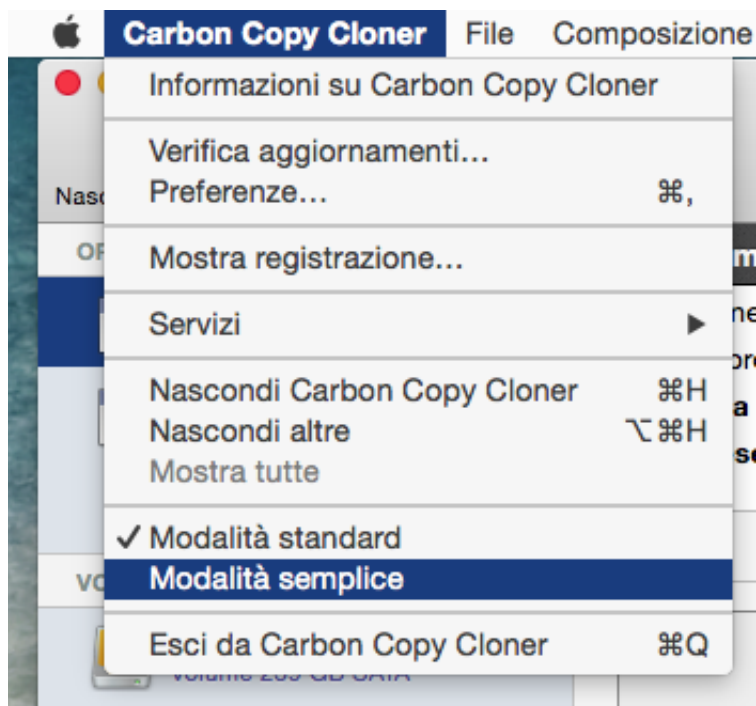 Carbon Copy Cloner File Composizione
Informazioni su Carbon Copy Cloner
Verifica aggiornamenti...
Preferenze... ⌘,
Mostra registrazione...
Servizi ▶
Nascondi Carbon Copy Cloner ⌘H
Nascondi altre ⌥⌘H
Mostra tutte
✓ Modalità standard
Modalità semplice
Esci da Carbon Copy Cloner ⌘Q